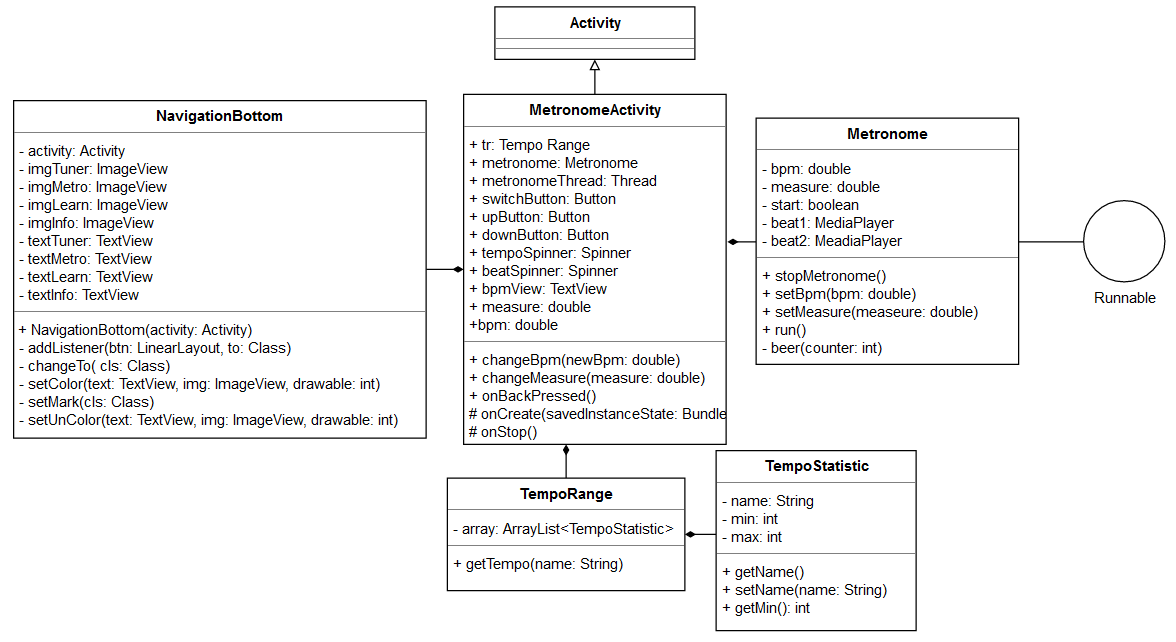 Activity
NavigationBottom
- activity: Activity
- imgTuner: ImageView
- imgMetro: ImageView
- imgLearn: ImageView
- imgInfo: ImageView
- textTuner: TextView
- textMetro: TextView
- textLearn: TextView
- textInfo: TextView
+ NavigationBottom(activity: Activity)
- addListener(btn: LinearLayout, to: Class)
- changeTo( cls: Class)
- setColor(text: TextView, img: ImageView, drawable: int)
- setMark(cls: Class)
- setUnColor(text: TextView, img: ImageView, drawable: int)
MetronomeActivity
+ tr: Tempo Range
+ metronome: Metronome
+ metronomeThread: Thread
+ switchButton: Button
+ upButton: Button
+ downButton: Button
+ tempoSpinner: Spinner
+ beatSpinner: Spinner
+ bpmView: TextView
+ measure: double
+bpm: double
+ changeBpm(newBpm: double)
+ changeMeasure(measure: double)
+ onBackPressed()
# onCreate(savedInstanceState: Bundle
# onStop()
Metronome
- bpm: double
- measure: double
- start: boolean
- beat1: MediaPlayer
- beat2: MeadiaPlayer
+ stopMetronome()
+ setBpm(bpm: double)
+ setMeasure(measeure: double)
+ run()
- beer(counter: int)
Runnable
TempoRange
- array: ArrayList<TempoStatistic>
+ getTempo(name: String)
TempoStatistic
- name: String
- min: int
- max: int
+ getName()
+ setName(name: String)
+ getMin(): int